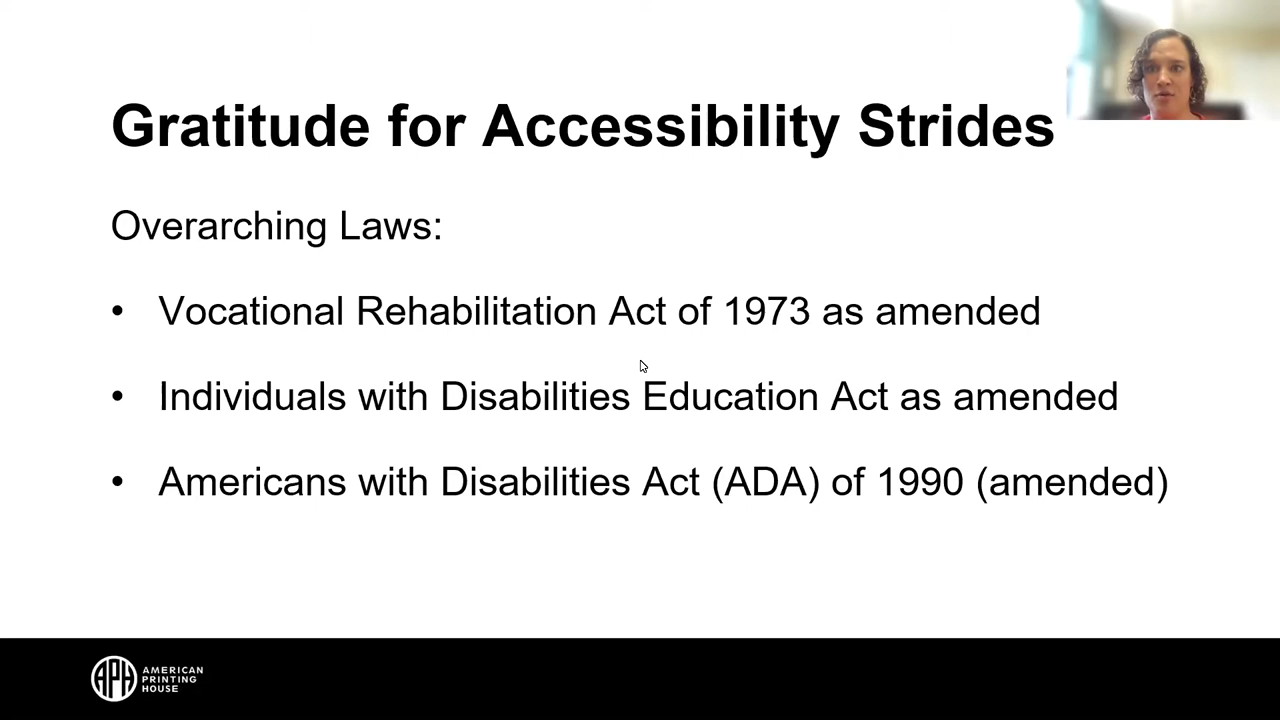 Gratitude for Accessibility Strides
Overarching Laws:
• Vocational Rehabilitation Act of 1973 as amended
• Individuals with Disabilities Education Act as amended
• Americans with Disabilities Act (ADA) of 1990 (amended)
APH
AMERICAN
PRINTING
HOUSE